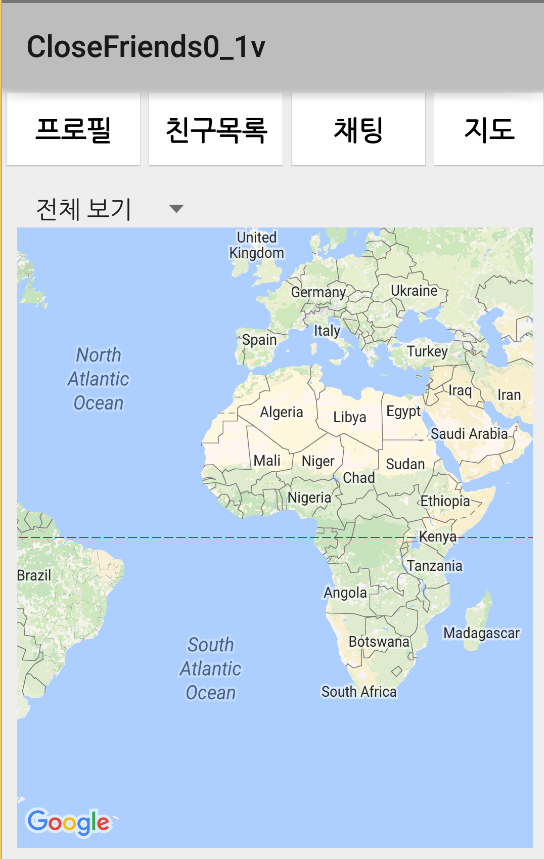 CloseFriends0_1v
프로필
친구목록
채팅
지도
전체 보기
United
Kingdom
Germany
Ukraine
Spain
Italy
Turkey
North
Atlantic
Ocean
Iraq
Iran
Algeria
Libya
Egypt
Saudi Arabia
Mali
Niger
Sudan
Chad
Nigeria
Ethiopia
Kenya
Brazil
Tanzania
Angola
Madagascar
Botswana
South
Atlantic
Ocean
South Africa
Google